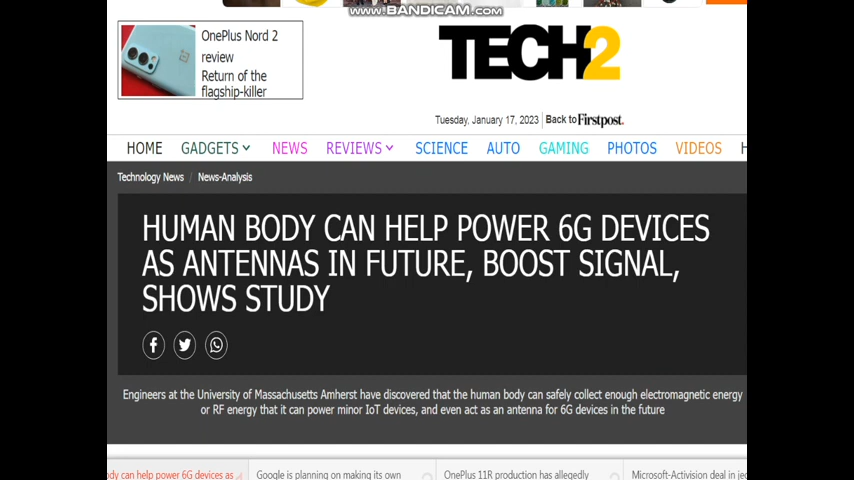 WWW.BANDICAM.COM
OnePlus Nord 2
review
Return of the
flagship-killer
TECH2
Tuesday, January 17, 2023 Back to Firstpost.
HOME GADGETS NEWS REVIEWS SCIENCE AUTO GAMING PHOTOS VIDEOS H
Technology News / News-Analysis
HUMAN BODY CAN HELP POWER 6G DEVICES
AS ANTENNAS IN FUTURE, BOOST SIGNAL,
SHOWS STUDY
Engineers at the University of Massachusetts Amherst have discovered that the human body can safely collect enough electromagnetic energy
or RF energy that it can power minor IoT devices, and even act as an antenna for 6G devices in the future
dy can help power 6G devices as Google is planning on making its own OnePlus 11R production has allegedly Microsoft-Activision deal in jeo